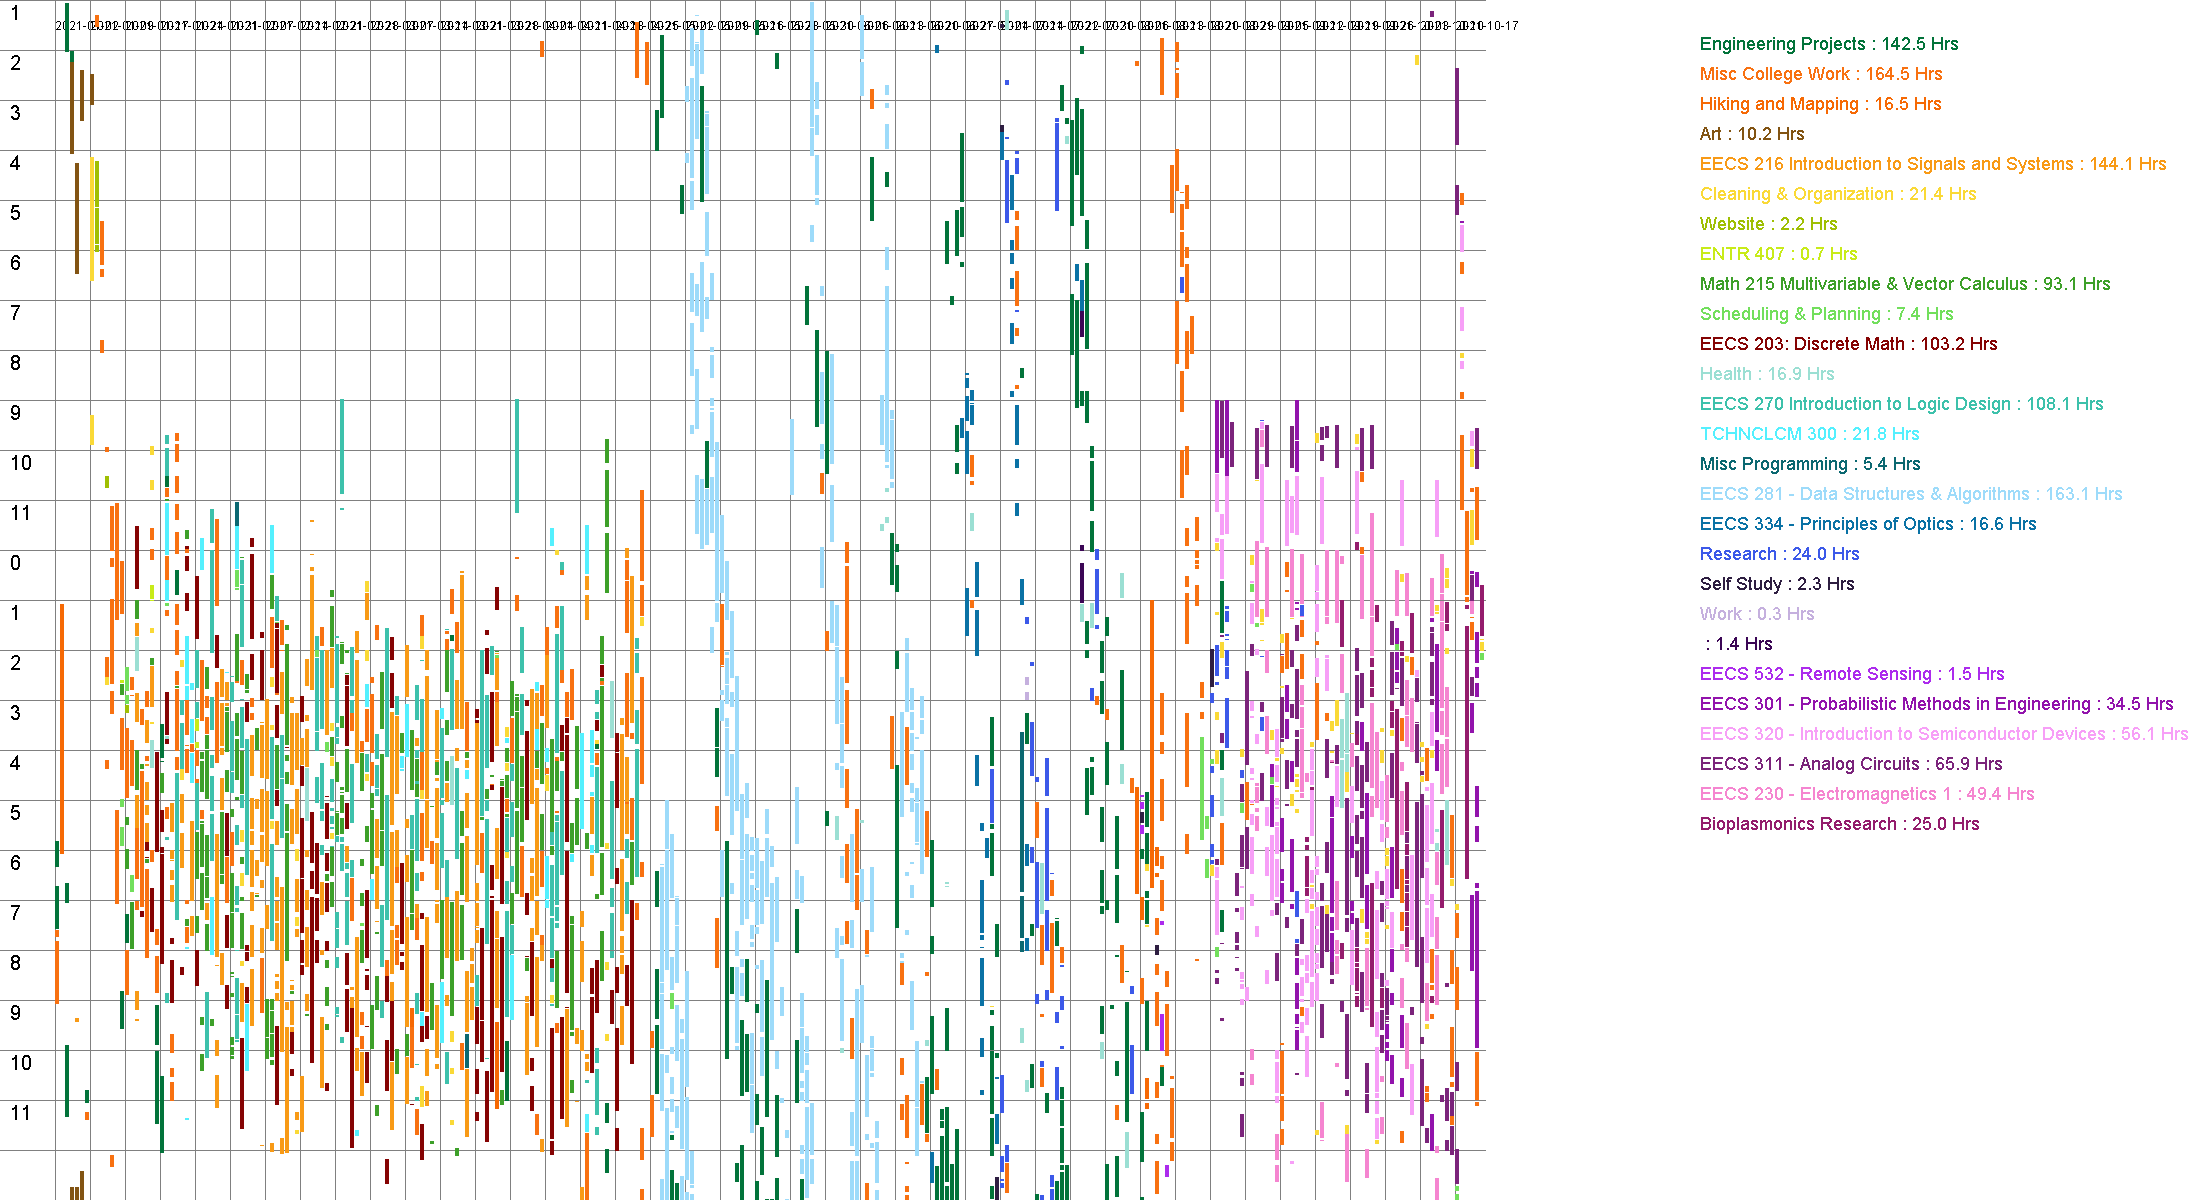 1
2
3
4
5
6
7
8
9
10
11
0
1
2
3
4
5
6
7
8
9
10
11
Engineering Projects : 142.5 Hrs
Misc College Work : 164.5 Hrs
Hiking and Mapping : 16.5 Hrs
Art : 10.2 Hrs
EECS 216 Introduction to Signals and Systems : 144.1 Hrs
Cleaning & Organization : 21.4 Hrs
Website : 2.2 Hrs
ENTR 407 : 0.7 Hrs
Math 215 Multivariable & Vector Calculus : 93.1 Hrs
Scheduling & Planning : 7.4 Hrs
EECS 203: Discrete Math : 103.2 Hrs
Health : 16.9 Hrs
EECS 270 Introduction to Logic Design : 108.1 Hrs
TCHNCLCM 300 : 21.8 Hrs
Misc Programming : 5.4 Hrs
EECS 281 - Data Structures & Algorithms : 163.1 Hrs
EECS 334 - Principles of Optics : 16.6 Hrs
Research : 24.0 Hrs
Self Study : 2.3 Hrs
Work : 0.3 Hrs
: 1.4 Hrs
EECS 532 - Remote Sensing : 1.5 Hrs
EECS 301 - Probabilistic Methods in Engineering : 34.5 Hrs
EECS 320 - Introduction to Semiconductor Devices : 56.1 Hrs
EECS 311 - Analog Circuits : 65.9 Hrs
EECS 230 - Electromagnetics 1 : 49.4 Hrs
Bioplasmonics Research : 25.0 Hrs